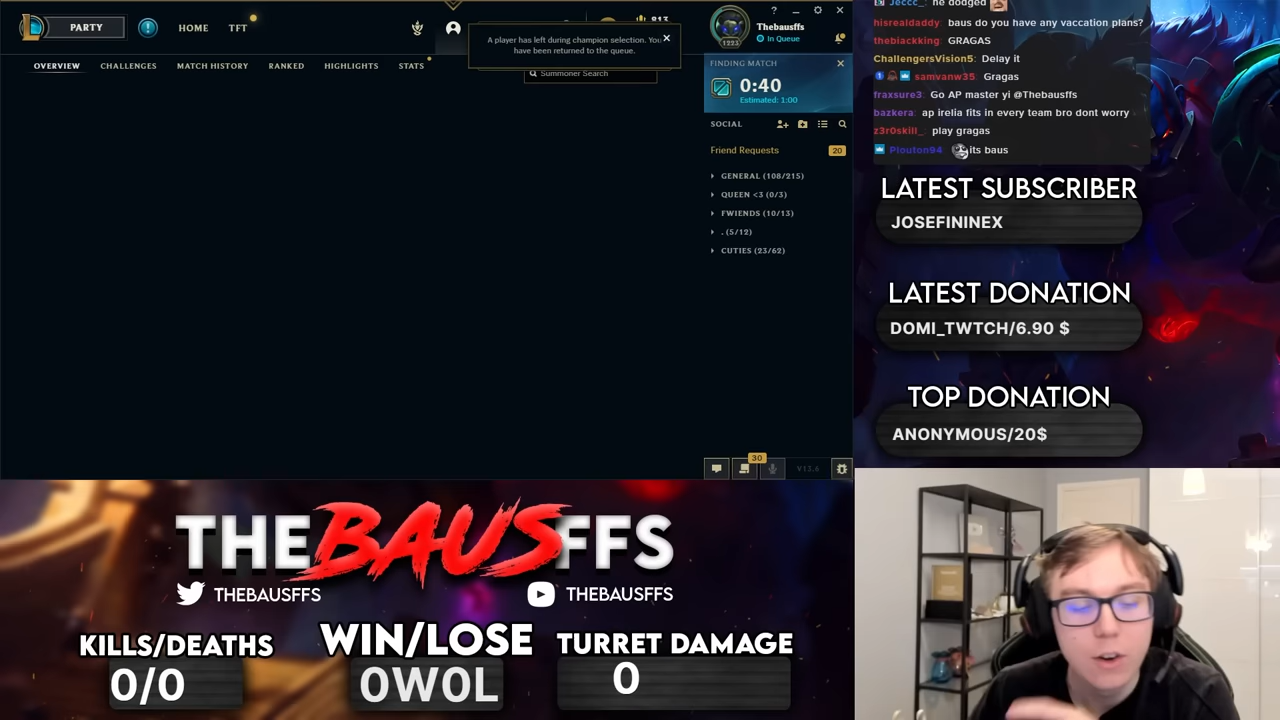 PARTY
HOME
TFT
813
A player has left during champion selection. You
have been returned to the queue.
?
Thebausffs
In Queue
1223
OVERVIEW
CHALLENGES
MATCH HISTORY
RANKED
HIGHLIGHTS
STATS
Summoner Search
FINDING MATCH
0:40
Estimated: 1:00
SOCIAL
Friend Requests
20
GENERAL (108/215)
QUEEN <3 (0/3)
FWIENDS (10/13)
. (5/12)
CUTIES (23/62)
30
V13.6
Jeccc_: he dodged
hisrealdaddy: baus do you have any vaccation plans?
thebiackking: GRAGAS
ChallengersVision5: Delay it
samvanw35: Gragas
fraxsure3: Go AP master yi @Thebausffs
bazkera: ap irelia fits in every team bro dont worry
z3r0skill_: play gragas
Plouton94: its baus
LATEST SUBSCRIBER
JOSEFININEX
LATEST DONATION
DOMI_TWTCH/6.90 $
TOP DONATION
ANONYMOUS/20$
THEBAUSFFS
THEBAUSFFS
THEBAUSFFS
KILLS/DEATHS
0/0
WIN/LOSE
0W0L
TURRET DAMAGE
0